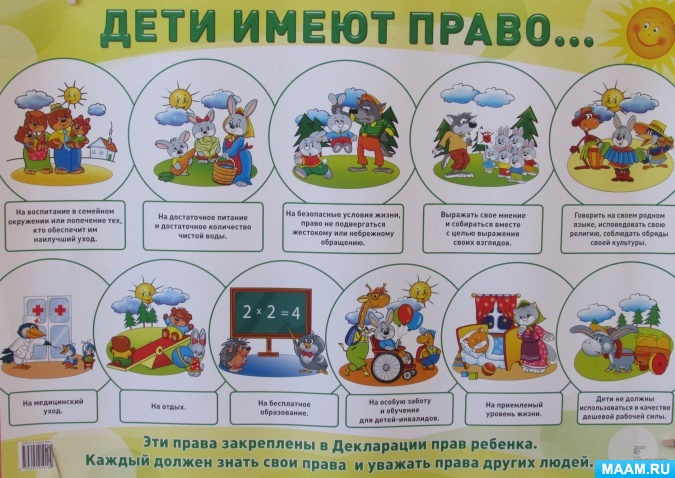 ДЕТИ ИМЕЮТ ПРАВО...
На воспитание в семейном
окружении или попечение тех,
кто обеспечит им
наилучший уход.
На достаточное питание
и достаточное количество
чистой воды.
На безопасные условия жизни,
право не подвергаться
жестокому или небрежному
обращению.
Выражать свое мнение
и собираться вместе
с целью выражения
своих взглядов.
Говорить на своем родном
языке, исповедовать свою
религию, соблюдать обряды
своей культуры.
2 × 2 = 4
На медицинский
уход.
На отдых.
На бесплатное
образование.
На особую заботу
и обучение
для детей-инвалидов.
На приемлемый
уровень жизни.
Дети не должны
использоваться в качестве
дешевой рабочей силы.
Эти права закреплены в Декларации прав ребенка.
Каждый должен знать свои права и уважать права других людей.
MAAM.RU